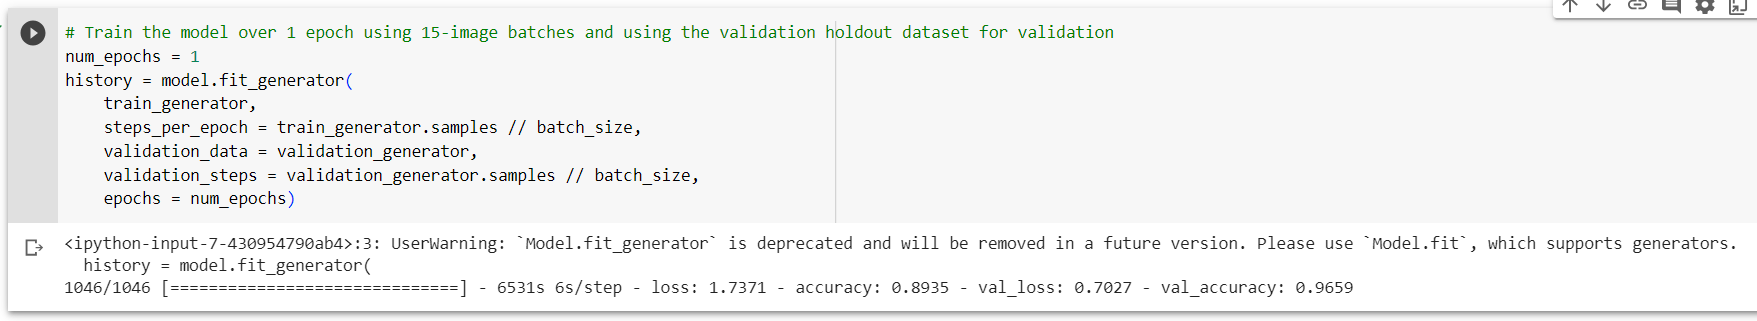 # Train the model over 1 epoch using 15-image batches and using the validation holdout dataset for validation
num_epochs = 1
history = model.fit_generator(
    train_generator,
    steps_per_epoch = train_generator.samples // batch_size,
    validation_data = validation_generator,
    validation_steps = validation_generator.samples // batch_size,
    epochs = num_epochs)
<ipython-input-7-430954790ab4>:3: UserWarning: `Model.fit_generator` is deprecated and will be removed in a future version. Please use `Model.fit`, which supports generators.
  history = model.fit_generator(
1046/1046 [==============================] - 6531s 6s/step - loss: 1.7371 - accuracy: 0.8935 - val_loss: 0.7027 - val_accuracy: 0.9659